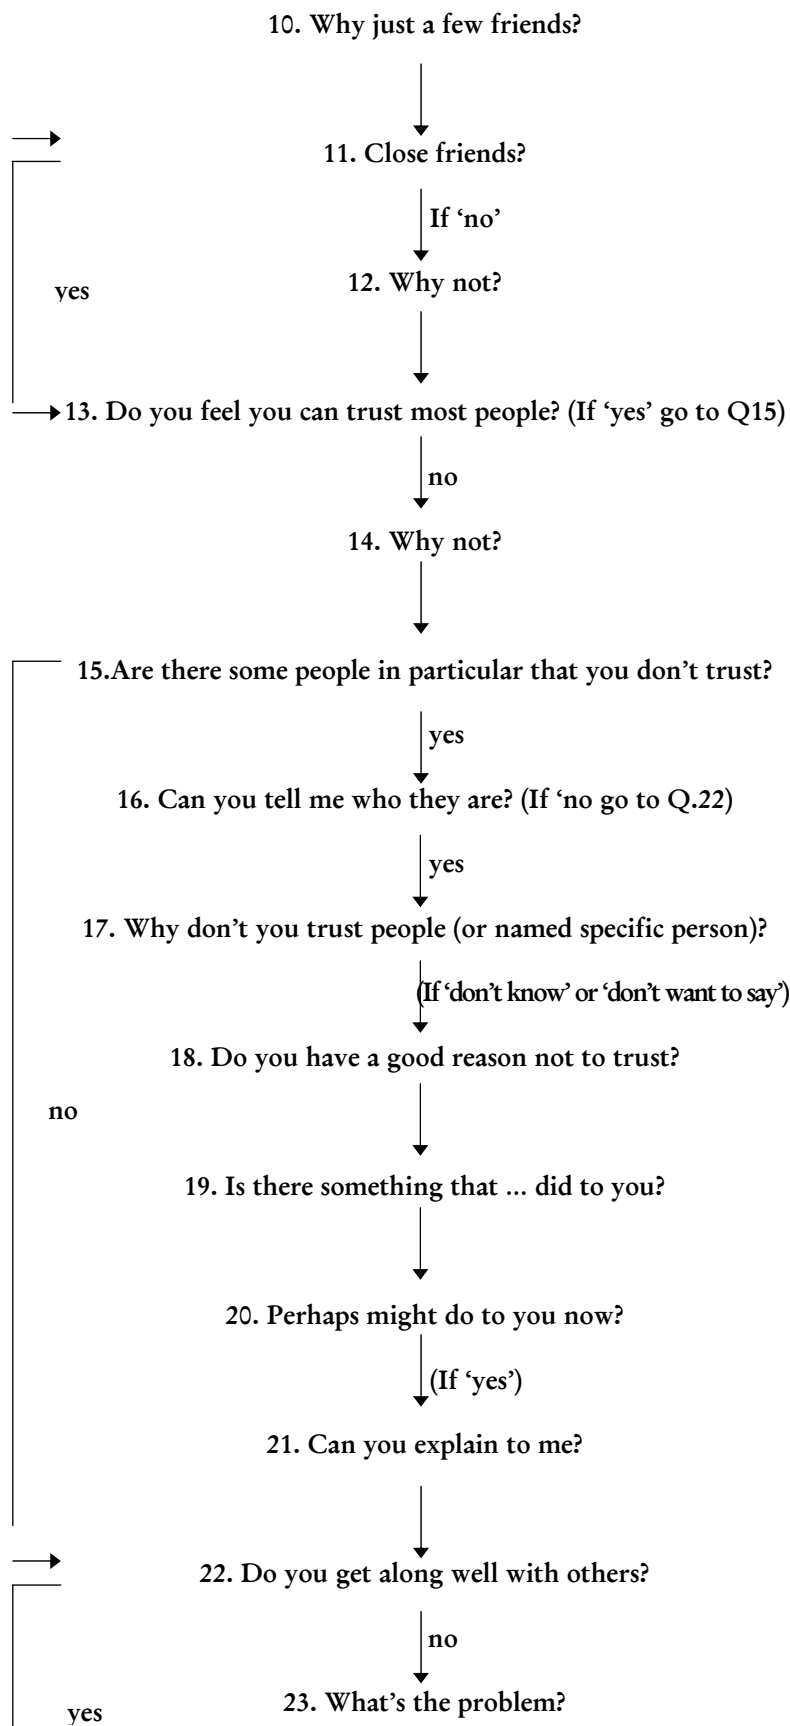 10. Why just a few friends?
11. Close friends?
If ‘no’
12. Why not?
yes
13. Do you feel you can trust most people? (If ‘yes’ go to Q15)
no
14. Why not?
15.Are there some people in particular that you don’t trust?
yes
16. Can you tell me who they are? (If ‘no go to Q.22)
yes
17. Why don’t you trust people (or named specific person)?
(If ‘don’t know’ or ‘don’t want to say’)
18. Do you have a good reason not to trust?
no
19. Is there something that ... did to you?
20. Perhaps might do to you now?
(If ‘yes’)
21. Can you explain to me?
22. Do you get along well with others?
no
23. What’s the problem?
yes